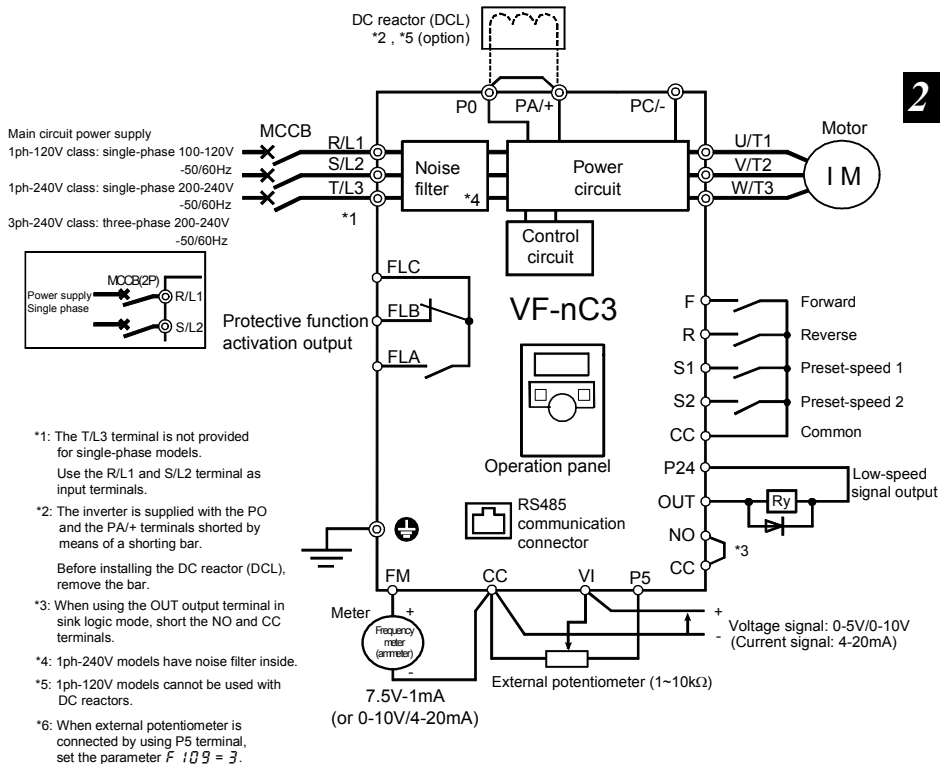 DC reactor (DCL)
*2 , *5 (option)
2
P0
PA/+
PC/-
Main circuit power supply
1ph-120V class: single-phase 100-120V
-50/60Hz
1ph-240V class: single-phase 200-240V
-50/60Hz
3ph-240V class: three-phase 200-240V
-50/60Hz
MCCB
R/L1
S/L2
T/L3
*1
Noise
filter
*4
Power
circuit
Control
circuit
U/T1
V/T2
W/T3
Motor
I M
MCCB(2P)
Power supply
Single phase
R/L1
S/L2
Protective function
activation output
FLC
FLB
FLA
VF-nC3
Operation panel
RS485
communication
connector
F
Forward
R
Reverse
S1
Preset-speed 1
S2
Preset-speed 2
CC
Common
P24
OUT
Ry
Low-speed
signal output
NO
CC
*3
*1: The T/L3 terminal is not provided
for single-phase models.
Use the R/L1 and S/L2 terminal as
input terminals.
*2: The inverter is supplied with the PO
and the PA/+ terminals shorted by
means of a shorting bar.
Before installing the DC reactor (DCL),
remove the bar.
*3: When using the OUT output terminal in
sink logic mode, short the NO and CC
terminals.
*4: 1ph-240V models have noise filter inside.
*5: 1ph-120V models cannot be used with
DC reactors.
*6: When external potentiometer is
connected by using P5 terminal,
set the parameter F 109 = 3.
FM
CC
VI
P5
Meter
+
Frequency
meter
(ammeter)
-
7.5V-1mA
(or 0-10V/4-20mA)
External potentiometer (1~10kΩ)
+
-
Voltage signal: 0-5V/0-10V
(Current signal: 4-20mA)